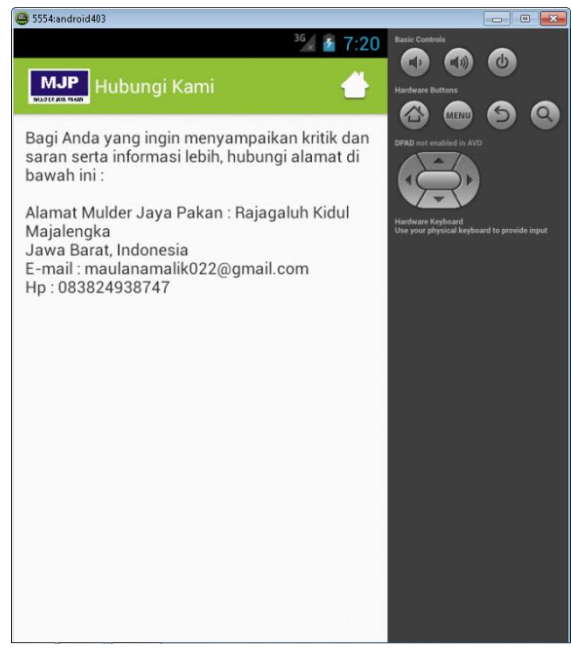 5554:android403
3G 7:20
MJP
MULDER JAYA PAKAN
Hubungi Kami
Bagi Anda yang ingin menyampaikan kritik dan
saran serta informasi lebih, hubungi alamat di
bawah ini :
Alamat Mulder Jaya Pakan : Rajagaluh Kidul
Majalengka
Jawa Barat, Indonesia
E-mail : maulanamalik022@gmail.com
Hp : 083824938747
Basic Controls
Hardware Buttons
MENU
DPAD not enabled in AVD
Hardware Keyboard
Use your physical keyboard to provide input